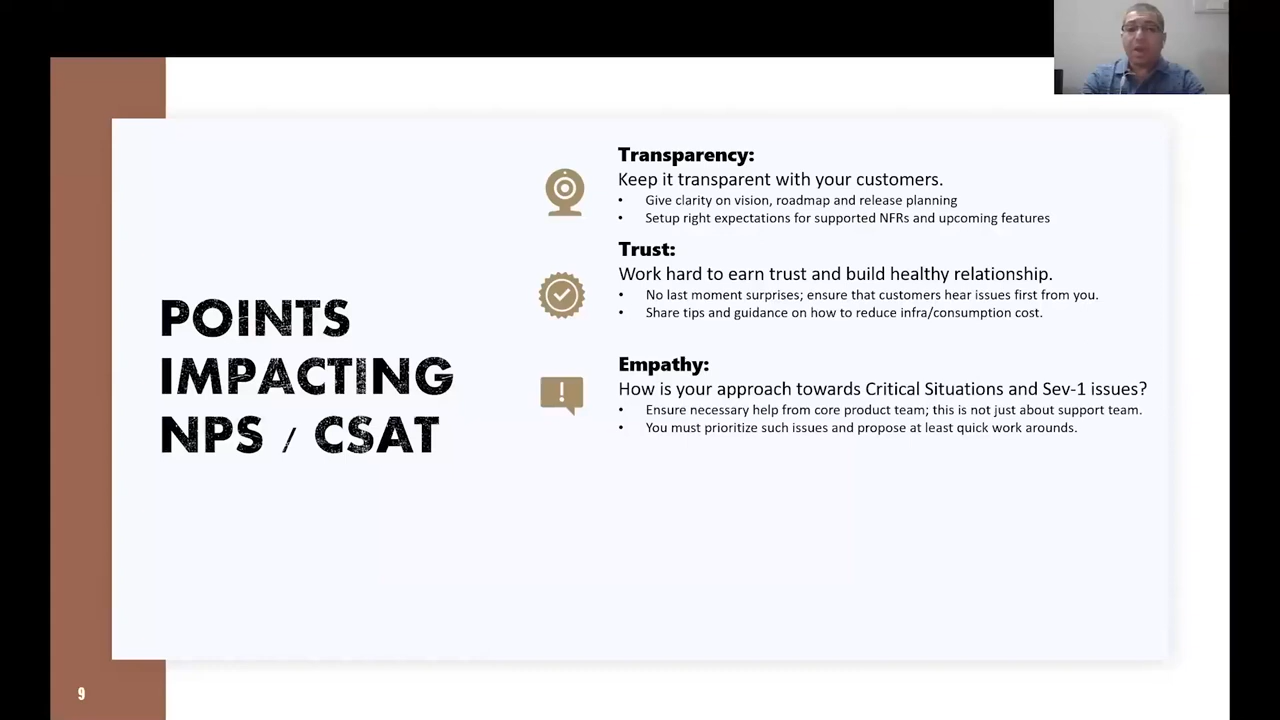 POINTS
IMPACTING
NPS / CSAT
Transparency:
Keep it transparent with your customers.
• Give clarity on vision, roadmap and release planning
• Setup right expectations for supported NFRs and upcoming features
Trust:
Work hard to earn trust and build healthy relationship.
• No last moment surprises; ensure that customers hear issues first from you.
• Share tips and guidance on how to reduce infra/consumption cost.
Empathy:
How is your approach towards Critical Situations and Sev-1 issues?
• Ensure necessary help from core product team; this is not just about support team.
• You must prioritize such issues and propose at least quick work arounds.
9